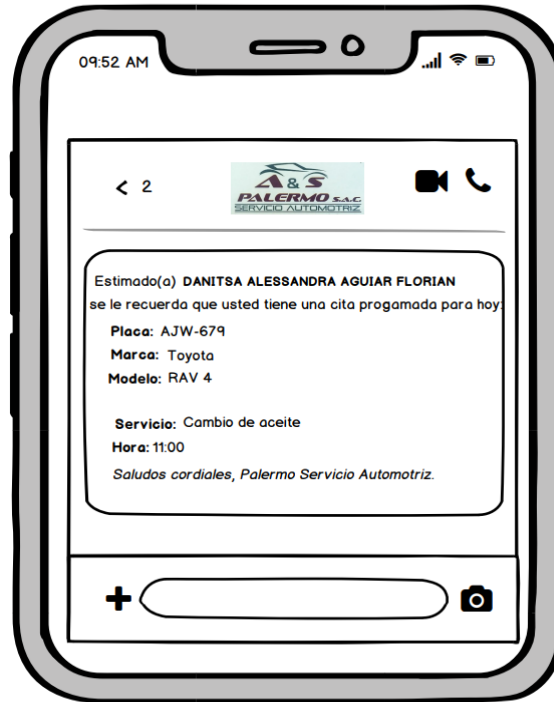 09:52 AM
< 2
A & S
PALERMO S.A.C
SERVICIO AUTOMOTRIZ
Estimado(a) DANITSA ALESSANDRA AGUIAR FLORIAN
se le recuerda que usted tiene una cita progamada para hoy:
Placa: AJW-679
Marca: Toyota
Modelo: RAV 4
Servicio: Cambio de aceite
Hora: 11:00
Saludos cordiales, Palermo Servicio Automotriz.